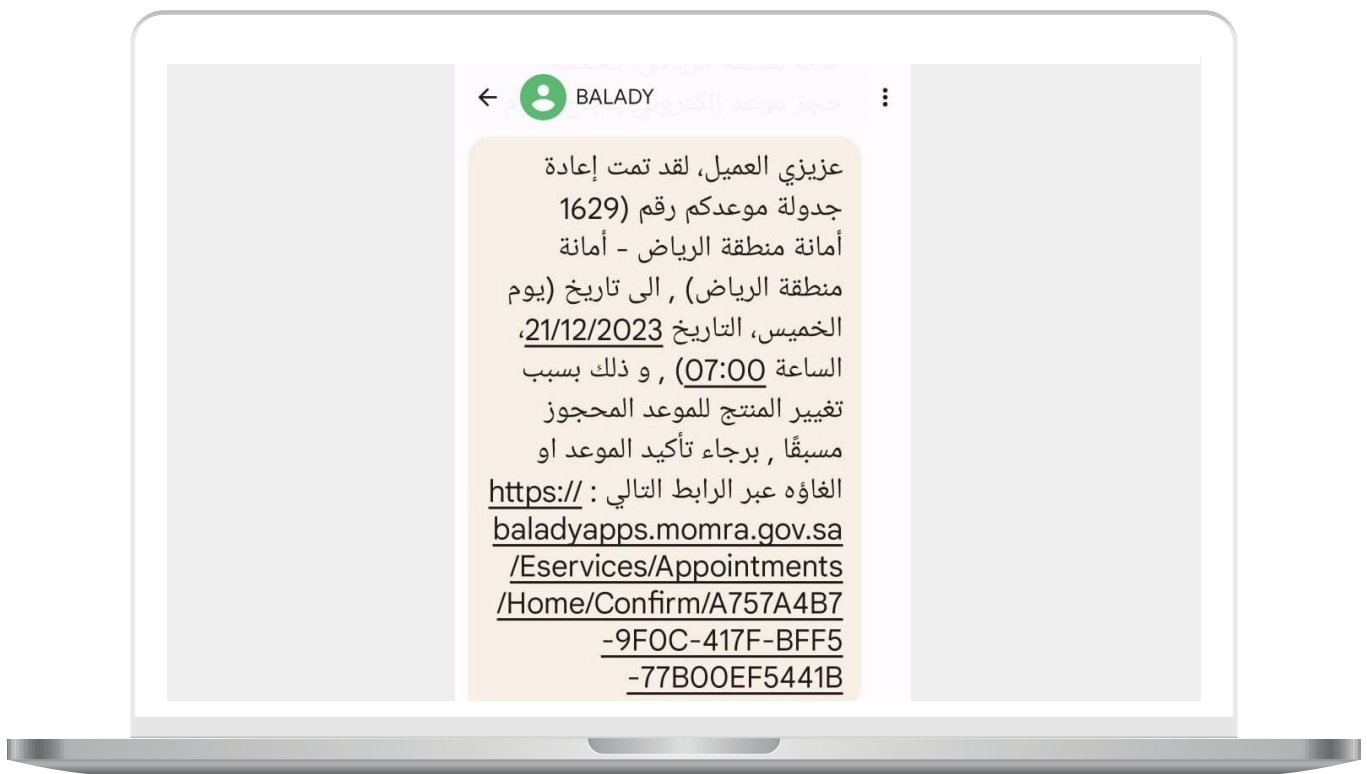 BALADY
عزيزي العميل، لقد تمت إعادة
جدولة موعدكم رقم (1629
أمانة منطقة الرياض - أمانة
منطقة الرياض) , الى تاريخ (يوم
الخميس، التاريخ 21/12/2023،
الساعة 07:00) , و ذلك بسبب
تغيير المنتج للموعد المحجوز
مسبقًا , برجاء تأكيد الموعد او
الغاؤه عبر الرابط التالي : https://
baladyapps.momra.gov.sa
/Eservices/Appointments
/Home/Confirm/A757A4B7
-9F0C-417F-BFF5
-77B00EF5441B